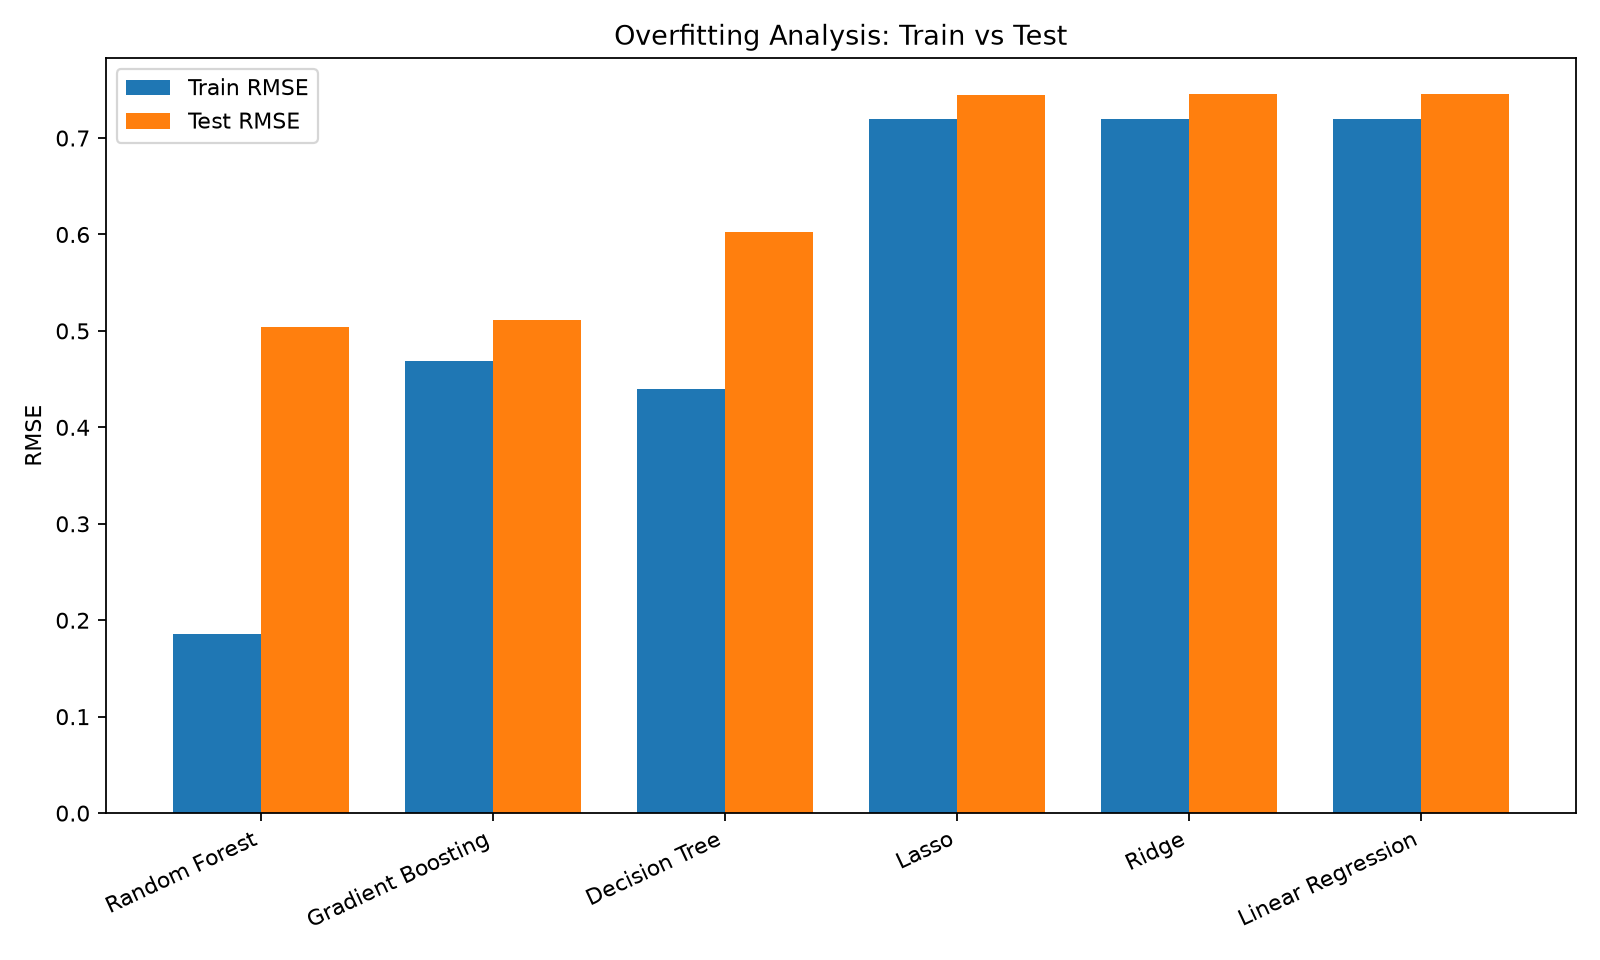 Overfitting Analysis: Train vs Test
Train RMSE
Test RMSE
RMSE
0.7
0.6
0.5
0.4
0.3
0.2
0.1
0.0
Random Forest
Gradient Boosting
Decision Tree
Lasso
Ridge
Linear Regression